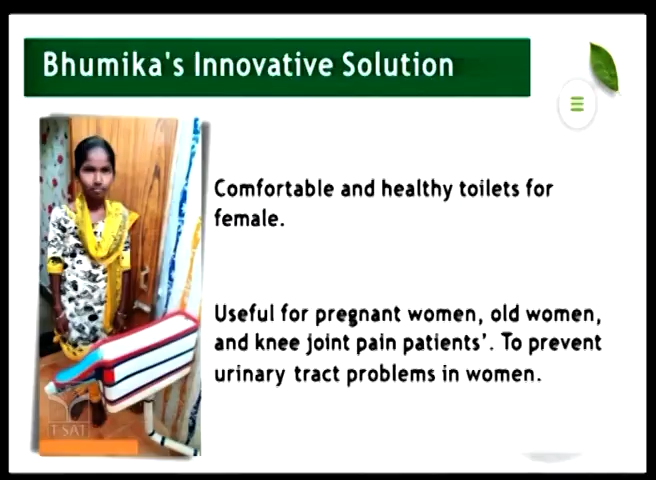 Bhumika's Innovative Solution
Comfortable and healthy toilets for
female.
Useful for pregnant women, old women,
and knee joint pain patients'. To prevent
urinary tract problems in women.
T-SAT